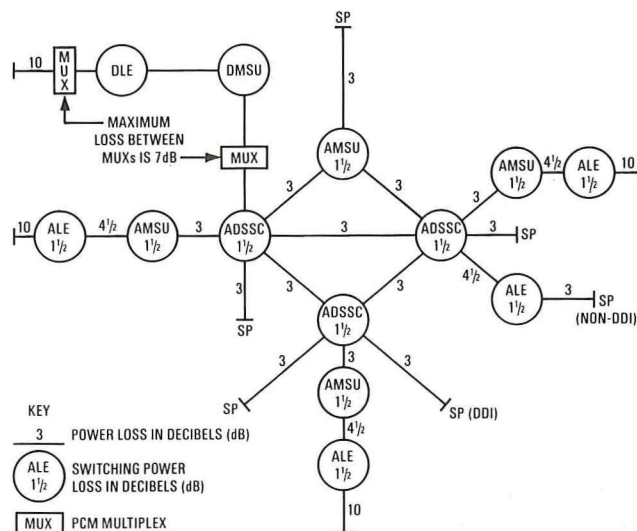 SP
10
MUX
DLE
DMSU
3
MAXIMUM
LOSS BETWEEN
MUXs IS 7dB
MUX
AMSU
1½
AMSU
1½
4½
ALE
1½
10
3
3
3
10
ALE
1½
4½
AMSU
1½
3
ADSSC
1½
3
ADSSC
1½
3
SP
3
SP
3
3
4½
ALE
1½
3
SP
(NON-DDI)
ADSSC
1½
3
3
3
SP
SP (DDI)
AMSU
1½
4½
ALE
1½
10
KEY
3
POWER LOSS IN DECIBELS (dB)
ALE
1½
SWITCHING POWER
LOSS IN DECIBELS (dB)
MUX
PCM MULTIPLEX